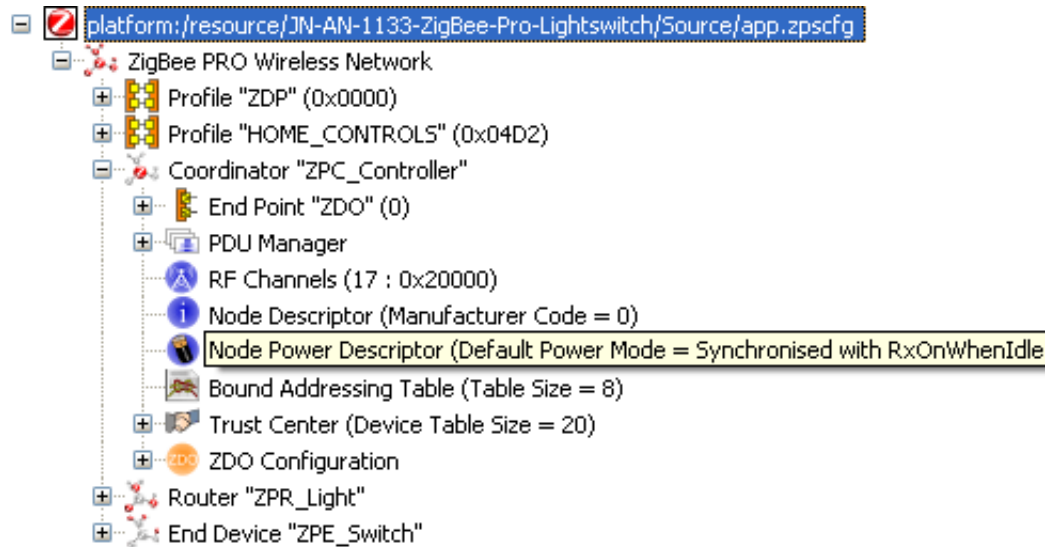 platform:/resource/JN-AN-1133-ZigBee-Pro-Lightswitch/Source/app.zpscfg
ZigBee PRO Wireless Network
Profile "ZDP" (0x0000)
Profile "HOME_CONTROLS" (0x04D2)
Coordinator "ZPC_Controller"
End Point "ZDO" (0)
PDU Manager
RF Channels (17 : 0x20000)
Node Descriptor (Manufacturer Code = 0)
Node Power Descriptor (Default Power Mode = Synchronised with RxOnWhenIdle
Bound Addressing Table (Table Size = 8)
Trust Center (Device Table Size = 20)
ZDO ZDO Configuration
Router "ZPR_Light"
End Device "ZPE_Switch"